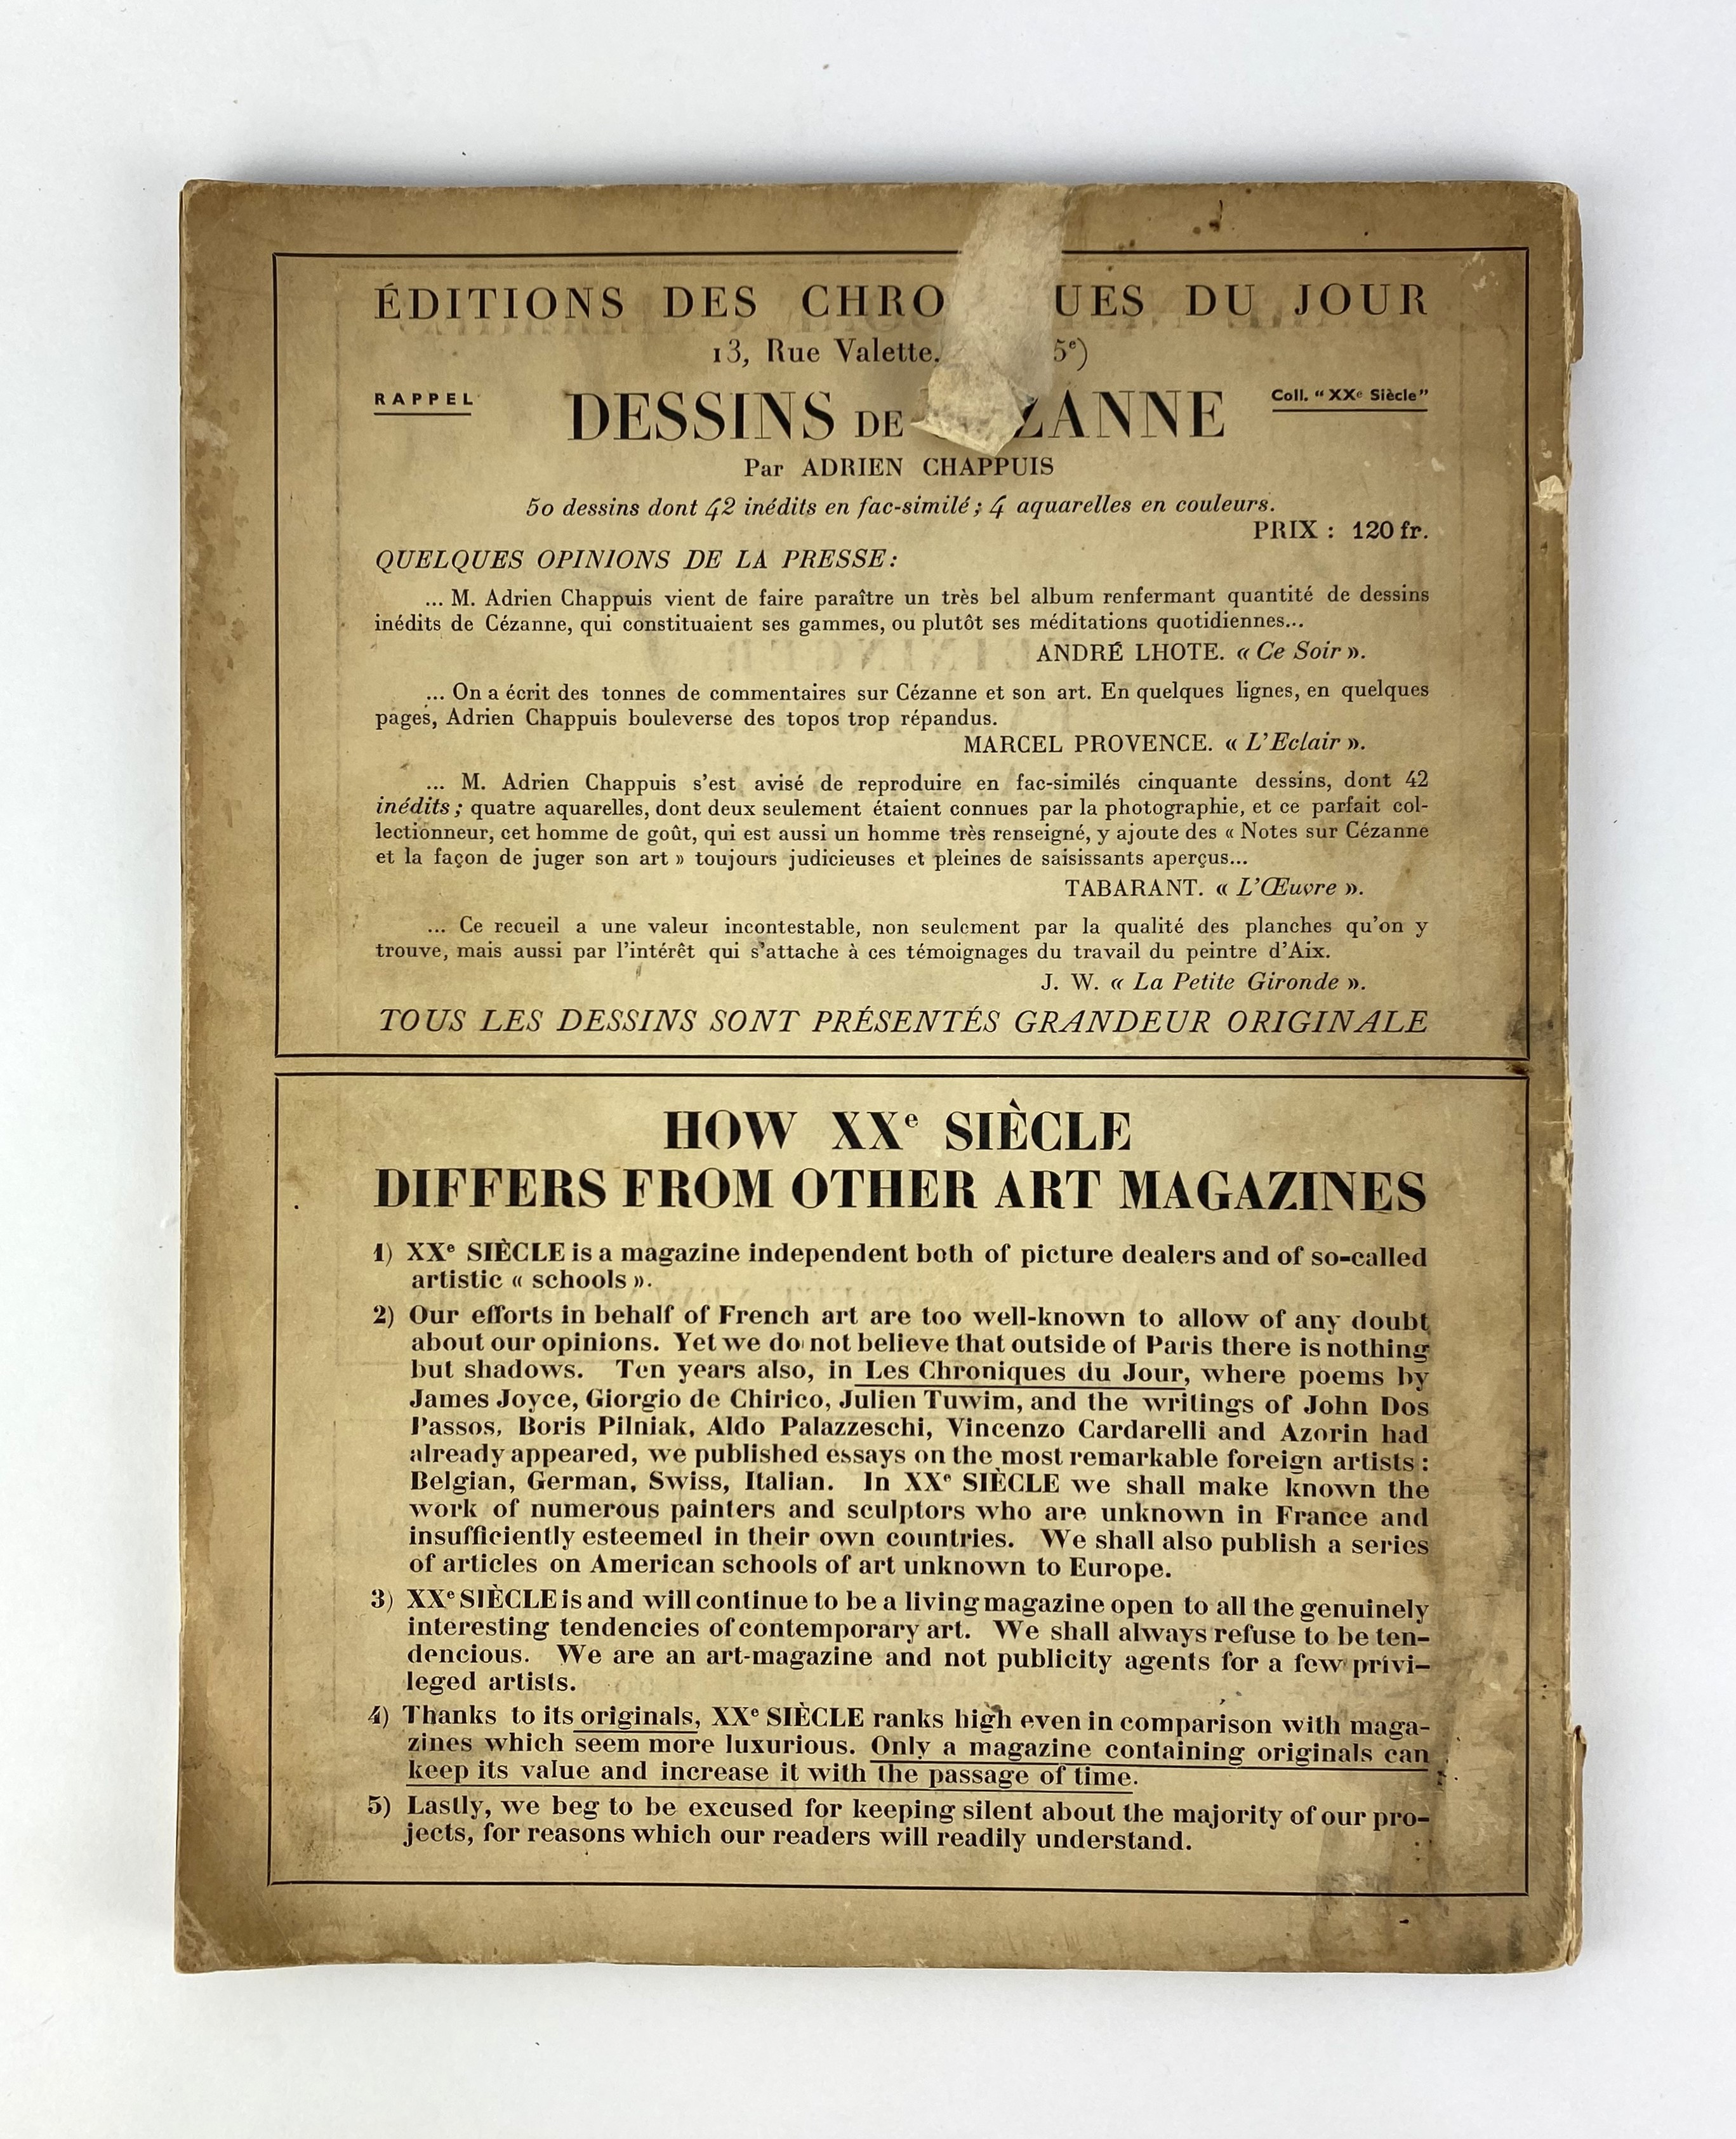 ÉDITIONS DES CHRO UES DU JOUR
13, Rue Valette. 5e)
RAPPEL
DESSINS DE ZANNE
Coll. “ XXe Siècle ”
Par ADRIEN CHAPPUIS
50 dessins dont 42 inédits en fac-similé ; 4 aquarelles en couleurs.
PRIX : 120 fr.
QUELQUES OPINIONS DE LA PRESSE :
... M. Adrien Chappuis vient de faire paraître un très bel album renfermant quantité de dessins
inédits de Cézanne, qui constituaient ses gammes, ou plutôt ses méditations quotidiennes...
ANDRÉ LHOTE. « Ce Soir ».
... On a écrit des tonnes de commentaires sur Cézanne et son art. En quelques lignes, en quelques
pages, Adrien Chappuis bouleverse des topos trop répandus.
MARCEL PROVENCE. « L'Eclair ».
... M. Adrien Chappuis s'est avisé de reproduire en fac-similés cinquante dessins, dont 42
inédits ; quatre aquarelles, dont deux seulement étaient connues par la photographie, et ce parfait col-
lectionneur, cet homme de goût, qui est aussi un homme très renseigné, y ajoute des « Notes sur Cézanne
et la façon de juger son art » toujours judicieuses et pleines de saisissants aperçus...
TABARANT. « L'Œuvre ».
... Ce recueil a une valeur incontestable, non seulement par la qualité des planches qu'on y
trouve, mais aussi par l'intérêt qui s'attache à ces témoignages du travail du peintre d'Aix.
J. W. « La Petite Gironde ».
TOUS LES DESSINS SONT PRÉSENTÉS GRANDEUR ORIGINALE
HOW XXe SIÈCLE
DIFFERS FROM OTHER ART MAGAZINES
1) XXe SIÈCLE is a magazine independent both of picture dealers and of so-called
artistic « schools ».
2) Our efforts in behalf of French art are too well-known to allow of any doubt
about our opinions. Yet we do not believe that outside of Paris there is nothing
but shadows. Ten years also, in Les Chroniques du Jour, where poems by
James Joyce, Giorgio de Chirico, Julien Tuwim, and the writings of John Dos
Passos, Boris Pilniak, Aldo Palazzeschi, Vincenzo Cardarelli and Azorin had
already appeared, we published essays on the most remarkable foreign artists :
Belgian, German, Swiss, Italian. In XXe SIÈCLE we shall make known the
work of numerous painters and sculptors who are unknown in France and
insufficiently esteemed in their own countries. We shall also publish a series
of articles on American schools of art unknown to Europe.
3) XXe SIÈCLE is and will continue to be a living magazine open to all the genuinely
interesting tendencies of contemporary art. We shall always refuse to be ten-
dencious. We are an art-magazine and not publicity agents for a few privi-
leged artists.
4) Thanks to its originals, XXe SIÈCLE ranks high even in comparison with maga-
zines which seem more luxurious. Only a magazine containing originals can
keep its value and increase it with the passage of time.
5) Lastly, we beg to be excused for keeping silent about the majority of our pro-
jects, for reasons which our readers will readily understand.